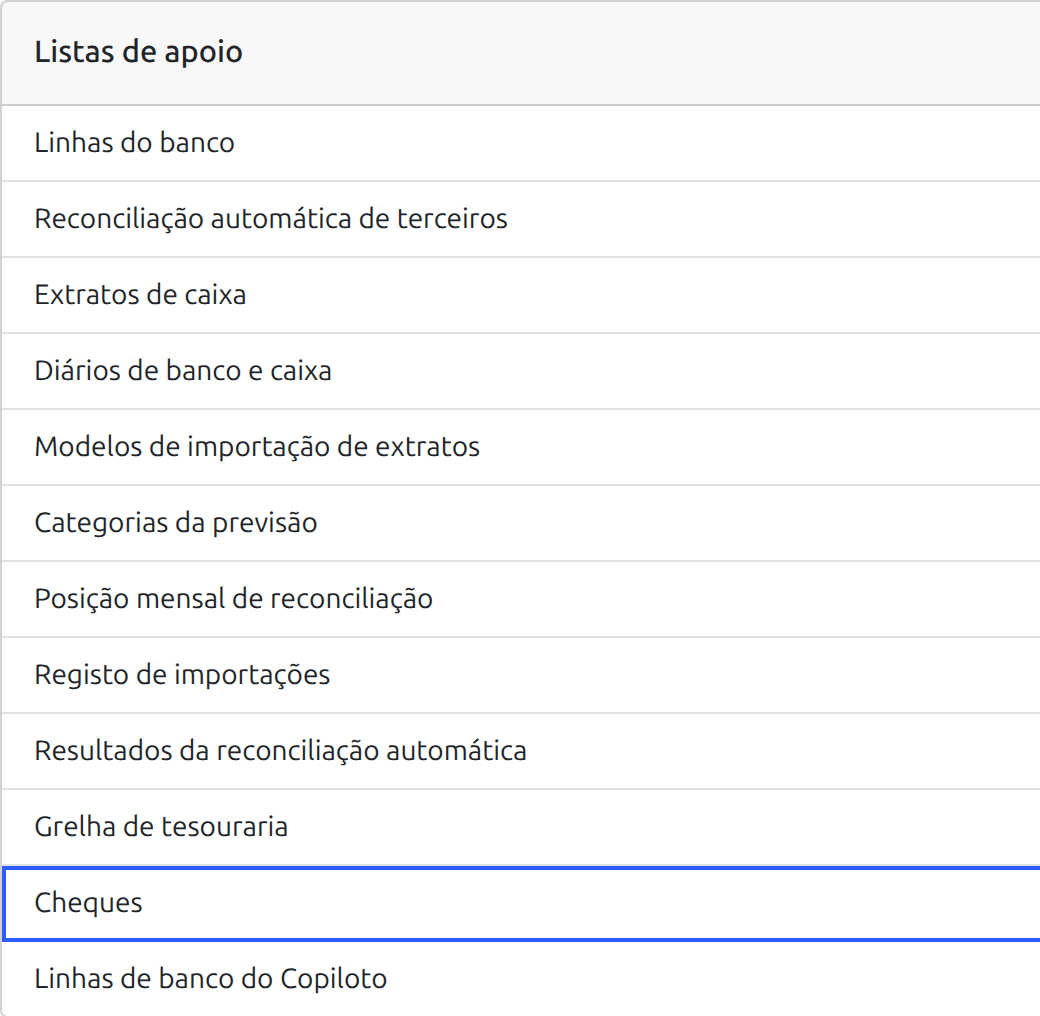 Listas de apoio
Linhas do banco
Reconciliação automática de terceiros
Extratos de caixa
Diários de banco e caixa
Modelos de importação de extratos
Categorias da previsão
Posição mensal de reconciliação
Registo de importações
Resultados da reconciliação automática
Grelha de tesouraria
Cheques
Linhas de banco do Copiloto